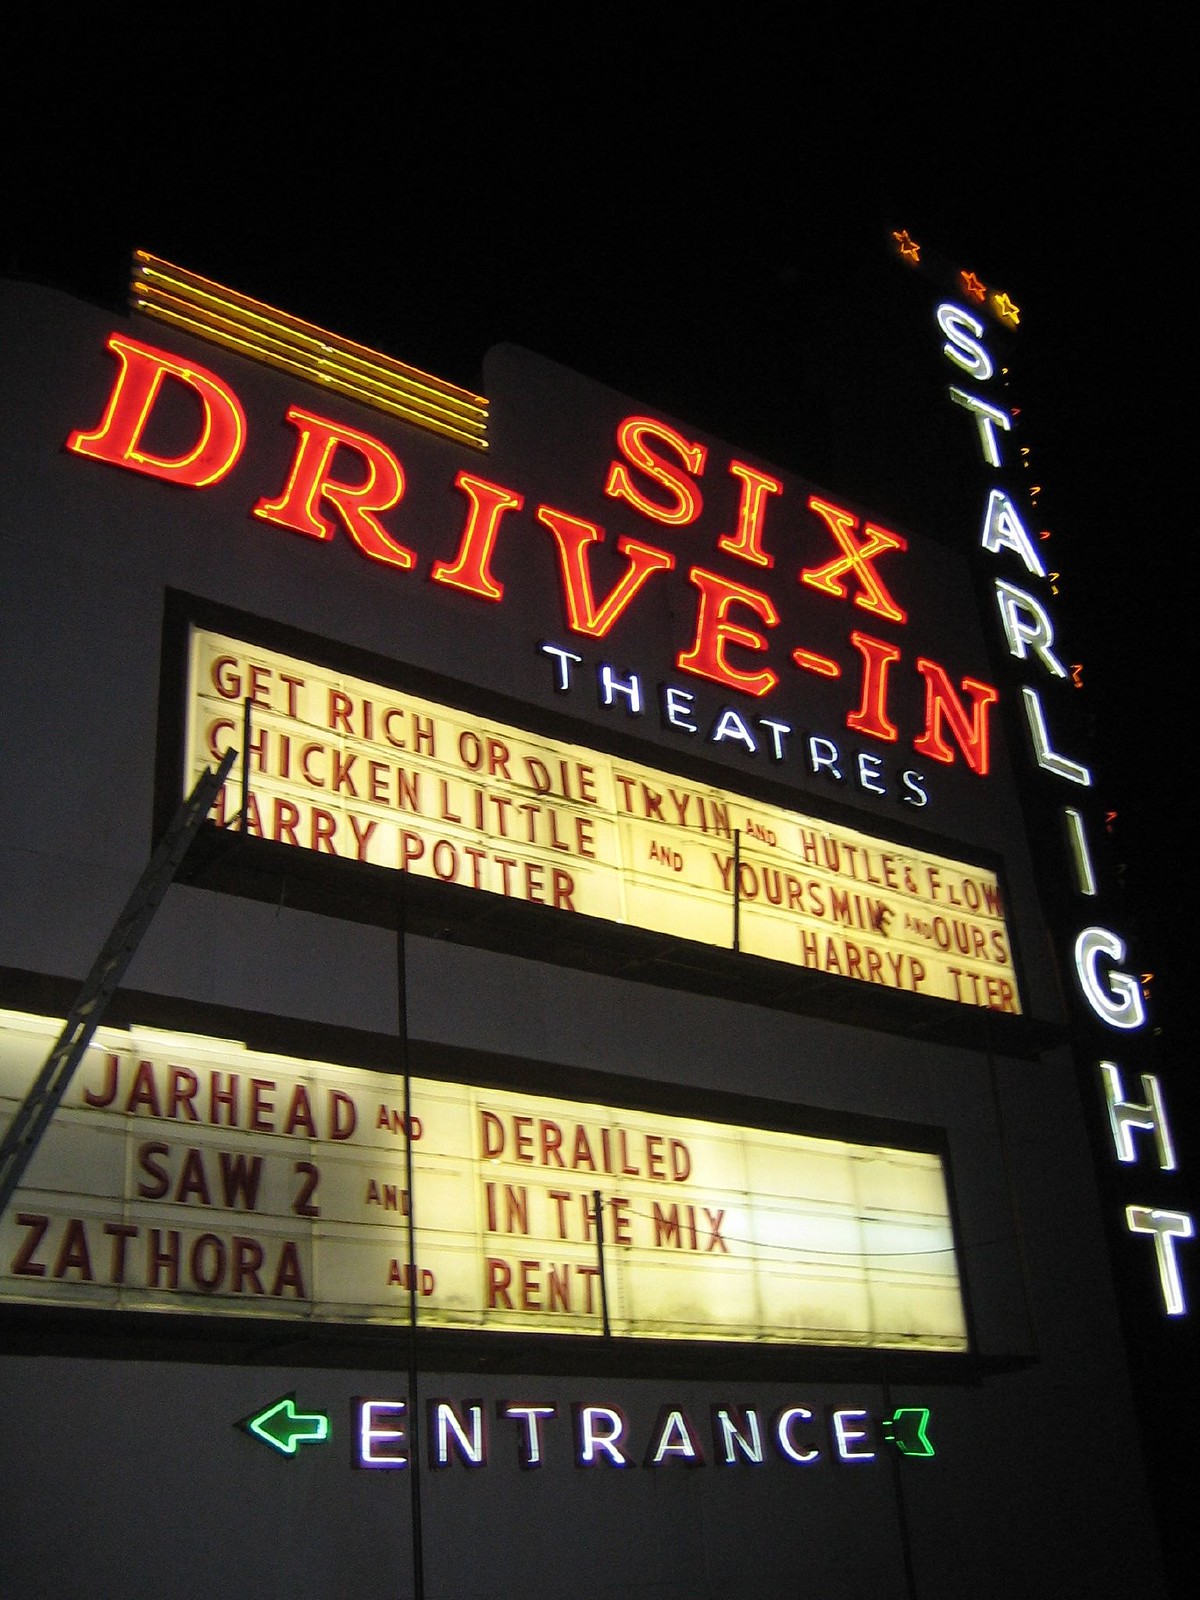 STARLIGHT
SIX
DRIVE-IN
THEATRES
GET RICH OR DIE TRYIN AND HUTLE & FLOW
CHICKEN LITTLE AND YOURSMINE AND OURS
HARRY POTTER HARRYP TTER
JARHEAD AND DERAILED
SAW 2 AND IN THE MIX
ZATHORA AND RENT
ENTRANCE